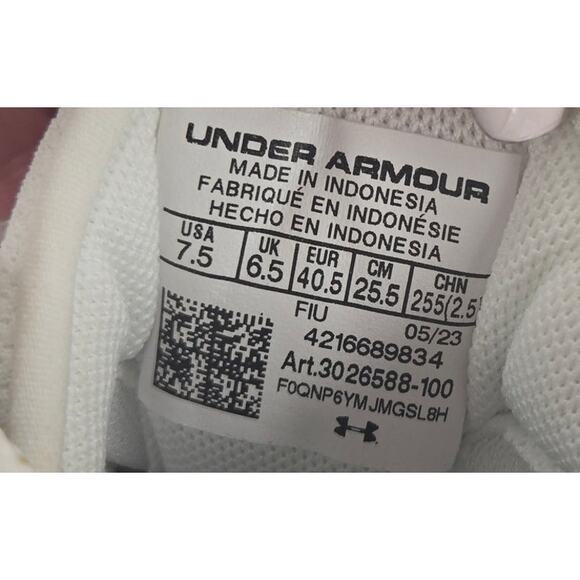 UNDER ARMOUR
MADE IN INDONESIA
FABRIQUÉ EN INDONÉSIE
HECHO EN INDONESIA
USA UK EUR CM CHN
7.5 6.5 40.5 25.5 255(2.5
FIU 05/23
4216689834
Art.3026588-100
F0QNP6YMJMGSL8H